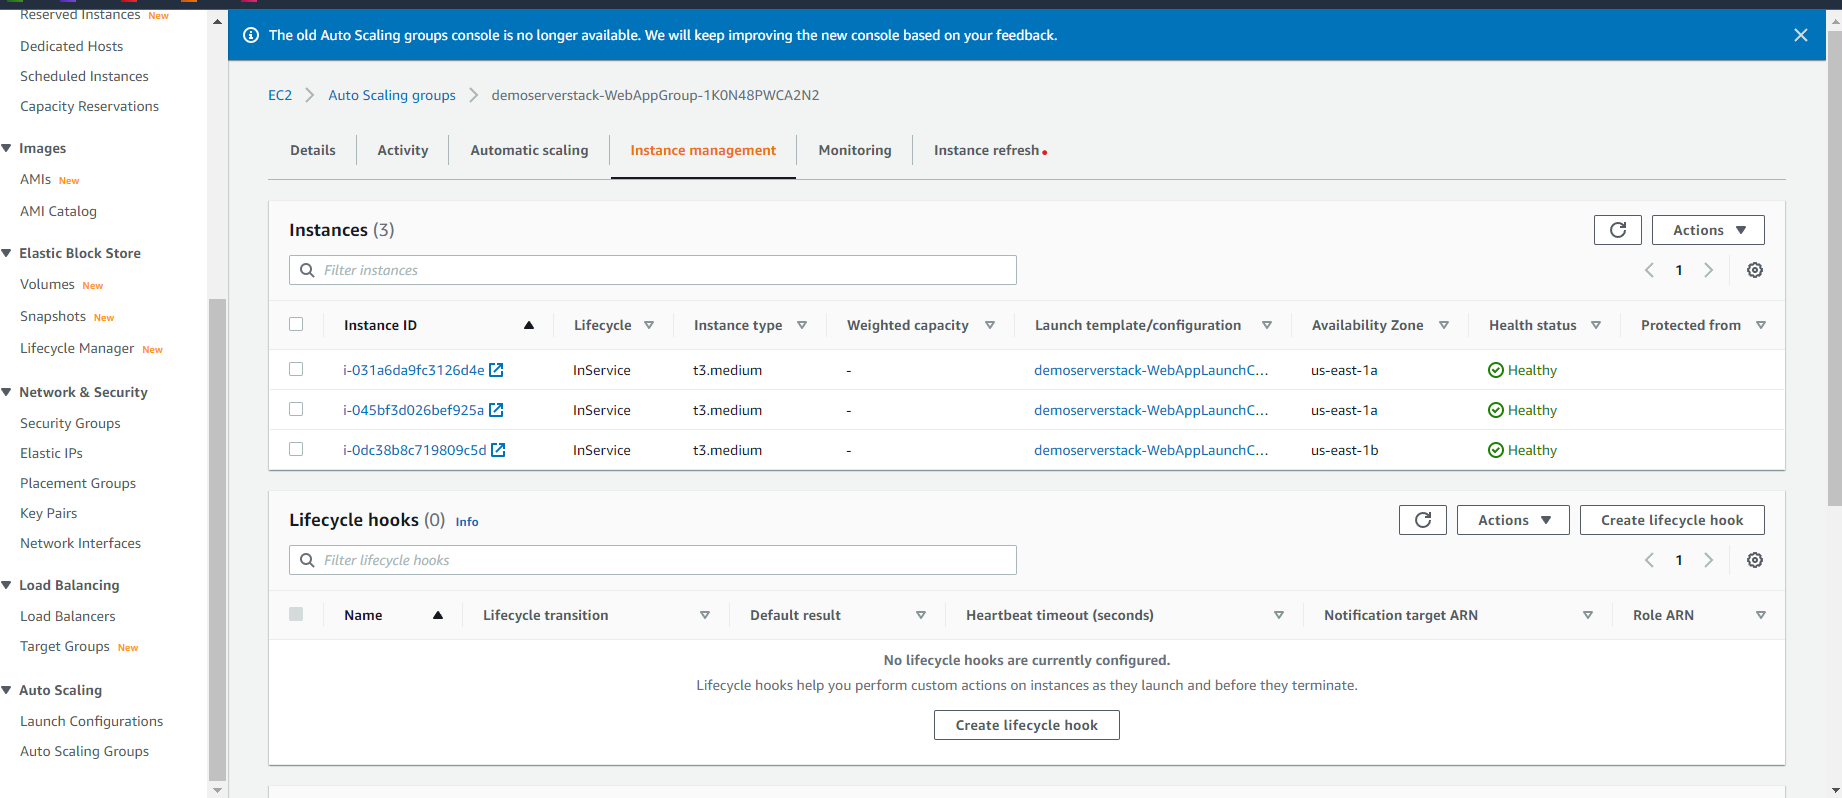 Reserved Instances New
Dedicated Hosts
Scheduled Instances
Capacity Reservations
Images
AMIs New
AMI Catalog
Elastic Block Store
Volumes New
Snapshots New
Lifecycle Manager New
Network & Security
Security Groups
Elastic IPs
Placement Groups
Key Pairs
Network Interfaces
Load Balancing
Load Balancers
Target Groups New
Auto Scaling
Launch Configurations
Auto Scaling Groups
The old Auto Scaling groups console is no longer available. We will keep improving the new console based on your feedback.
EC2 Auto Scaling groups demoserverstack-WebAppGroup-1K0N48PWCA2N2
Details Activity Automatic scaling Instance management Monitoring Instance refresh
Instances (3) Actions
Filter instances 1
Instance ID Lifecycle Instance type Weighted capacity Launch template/configuration Availability Zone Health status Protected from
i-031a6da9fc3126d4e InService t3.medium - demoserverstack-WebAppLaunchC... us-east-1a Healthy
i-045bf3d026bef925a InService t3.medium - demoserverstack-WebAppLaunchC... us-east-1a Healthy
i-0dc38b8c719809c5d InService t3.medium - demoserverstack-WebAppLaunchC... us-east-1b Healthy
Lifecycle hooks (0) Info Actions Create lifecycle hook
Filter lifecycle hooks 1
Name Lifecycle transition Default result Heartbeat timeout (seconds) Notification target ARN Role ARN
No lifecycle hooks are currently configured.
Lifecycle hooks help you perform custom actions on instances as they launch and before they terminate.
Create lifecycle hook